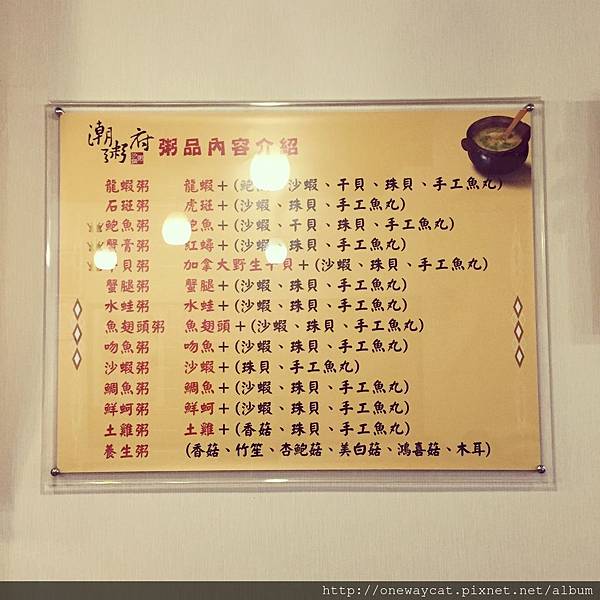 潮粥府 粥品內容介紹
龍蝦粥 龍蝦+(鮑魚、沙蝦、干貝、珠貝、手工魚丸)
石斑粥 虎斑+(沙蝦、珠貝、手工魚丸)
鮑魚粥 鮑魚+(沙蝦、干貝、珠貝、手工魚丸)
蟹膏粥 紅蟳+(沙蝦、珠貝、手工魚丸)
干貝粥 加拿大野生干貝+(沙蝦、珠貝、手工魚丸)
蟹腿粥 蟹腿+(沙蝦、珠貝、手工魚丸)
水蛙粥 水蛙+(沙蝦、珠貝、手工魚丸)
魚翅頭粥 魚翅頭+(沙蝦、珠貝、手工魚丸)
吻魚粥 吻魚+(沙蝦、珠貝、手工魚丸)
沙蝦粥 沙蝦+(珠貝、手工魚丸)
鯛魚粥 鯛魚+(沙蝦、珠貝、手工魚丸)
鮮蚵粥 鮮蚵+(沙蝦、珠貝、手工魚丸)
土雞粥 土雞+(香菇、珠貝、手工魚丸)
養生粥 (香菇、竹笙、杏鮑菇、美白菇、鴻喜菇、木耳)
http://onewaycat.pixnet.net/album